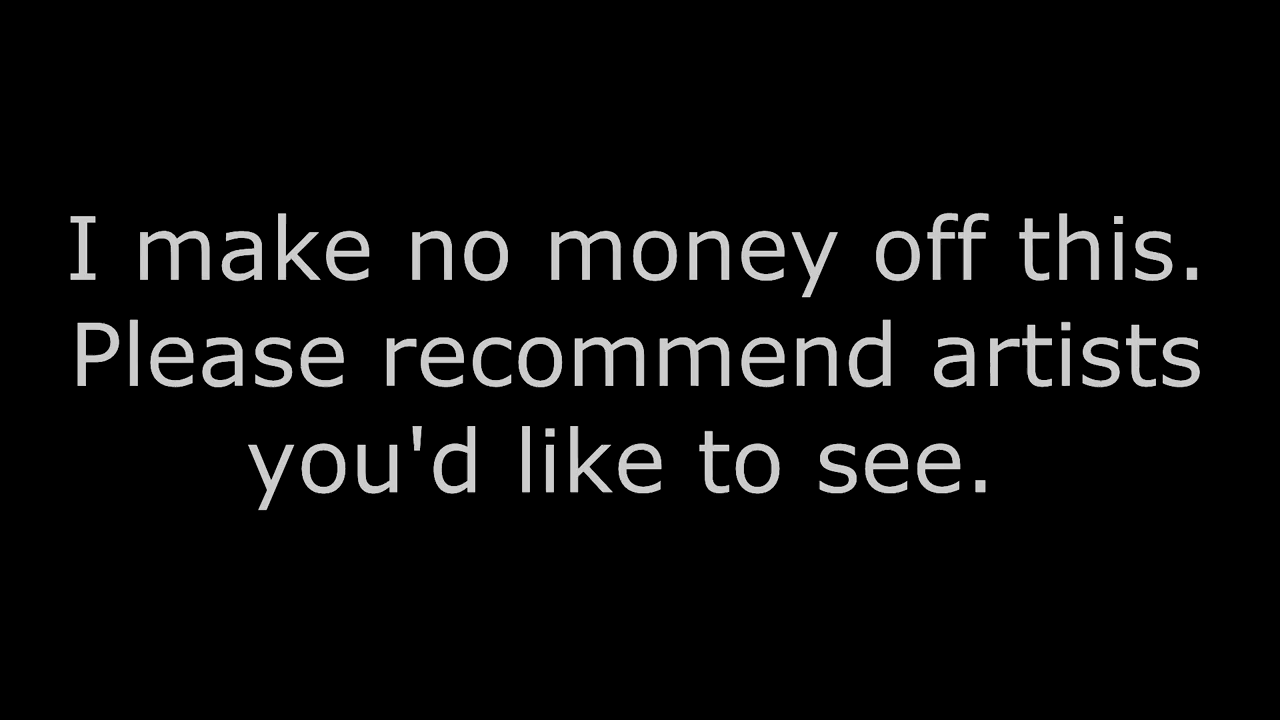 I make no money off this.
Please recommend artists
you'd like to see.